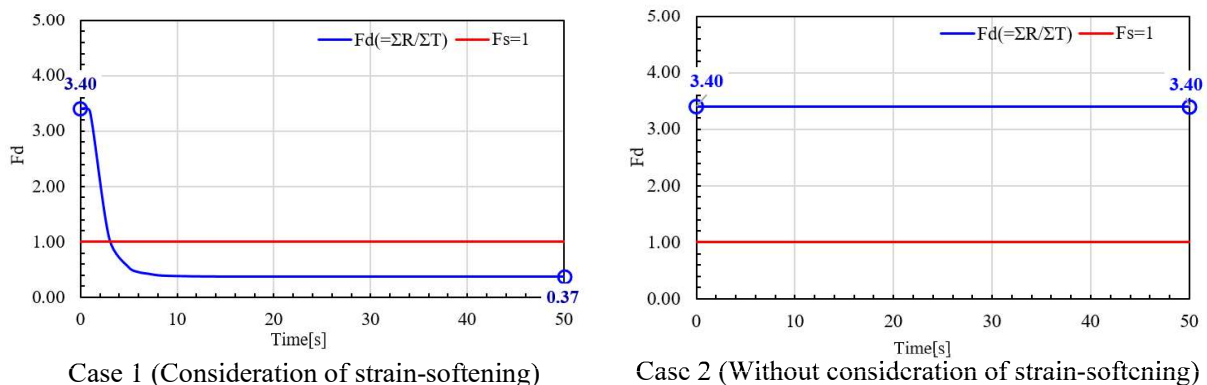 5.00
Fd(=ΣR/ΣT) Fs=1
4.00
3.40
3.00
Fd
2.00
1.00
0.00
0.37
0 10 20 30 40 50
Time[s]
Case 1 (Consideration of strain-softening)
5.00
Fd(=ΣR/ΣT) Fs=1
4.00
3.40 3.40
3.00
Fd
2.00
1.00
0.00
0 10 20 30 40 50
Time[s]
Case 2 (Without consideration of strain-softening)